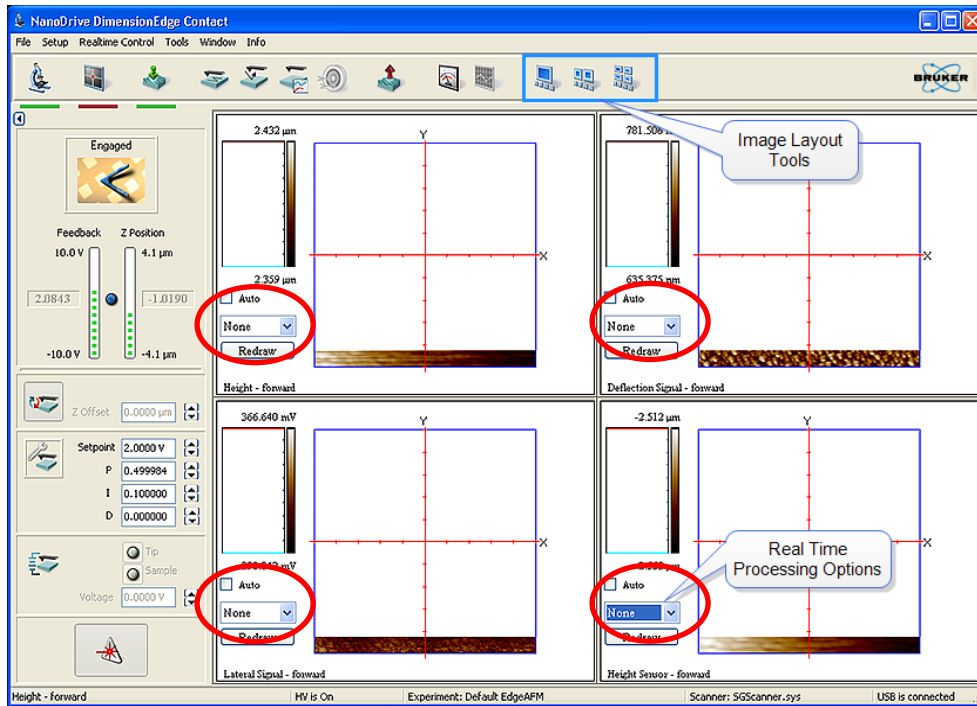 NanoDrive DimensionEdge Contact
File Setup Realtime Control Tools Window Info
BRUKER
Image Layout
Tools
Engaged
Feedback Z Position
10.0 V 4.1 µm
2.0843 -1.0190
-10.0 V -4.1 µm
Z Offset 0.0000 µm
Setpoint 2.0000 V
P 0.499984
I 0.100000
D 0.000000
Tip
Sample
Voltage 0.0000 V
2.432 µm
Y
X
2.359 µm
Auto
None
Redraw
Height - forward
781.508
X
635.375 nm
Auto
None
Redraw
Deflection Signal - forward
366.640 mV
Y
X
mV
Auto
None
Redraw
Lateral Signal - forward
-2.512 µm
Y
X
µm
Auto
None
Redraw
Height Sensor - forward
Real Time
Processing Options
Height - forward HV is On Experiment: Default EdgeAFM Scanner: SGScanner.sys USB is connected